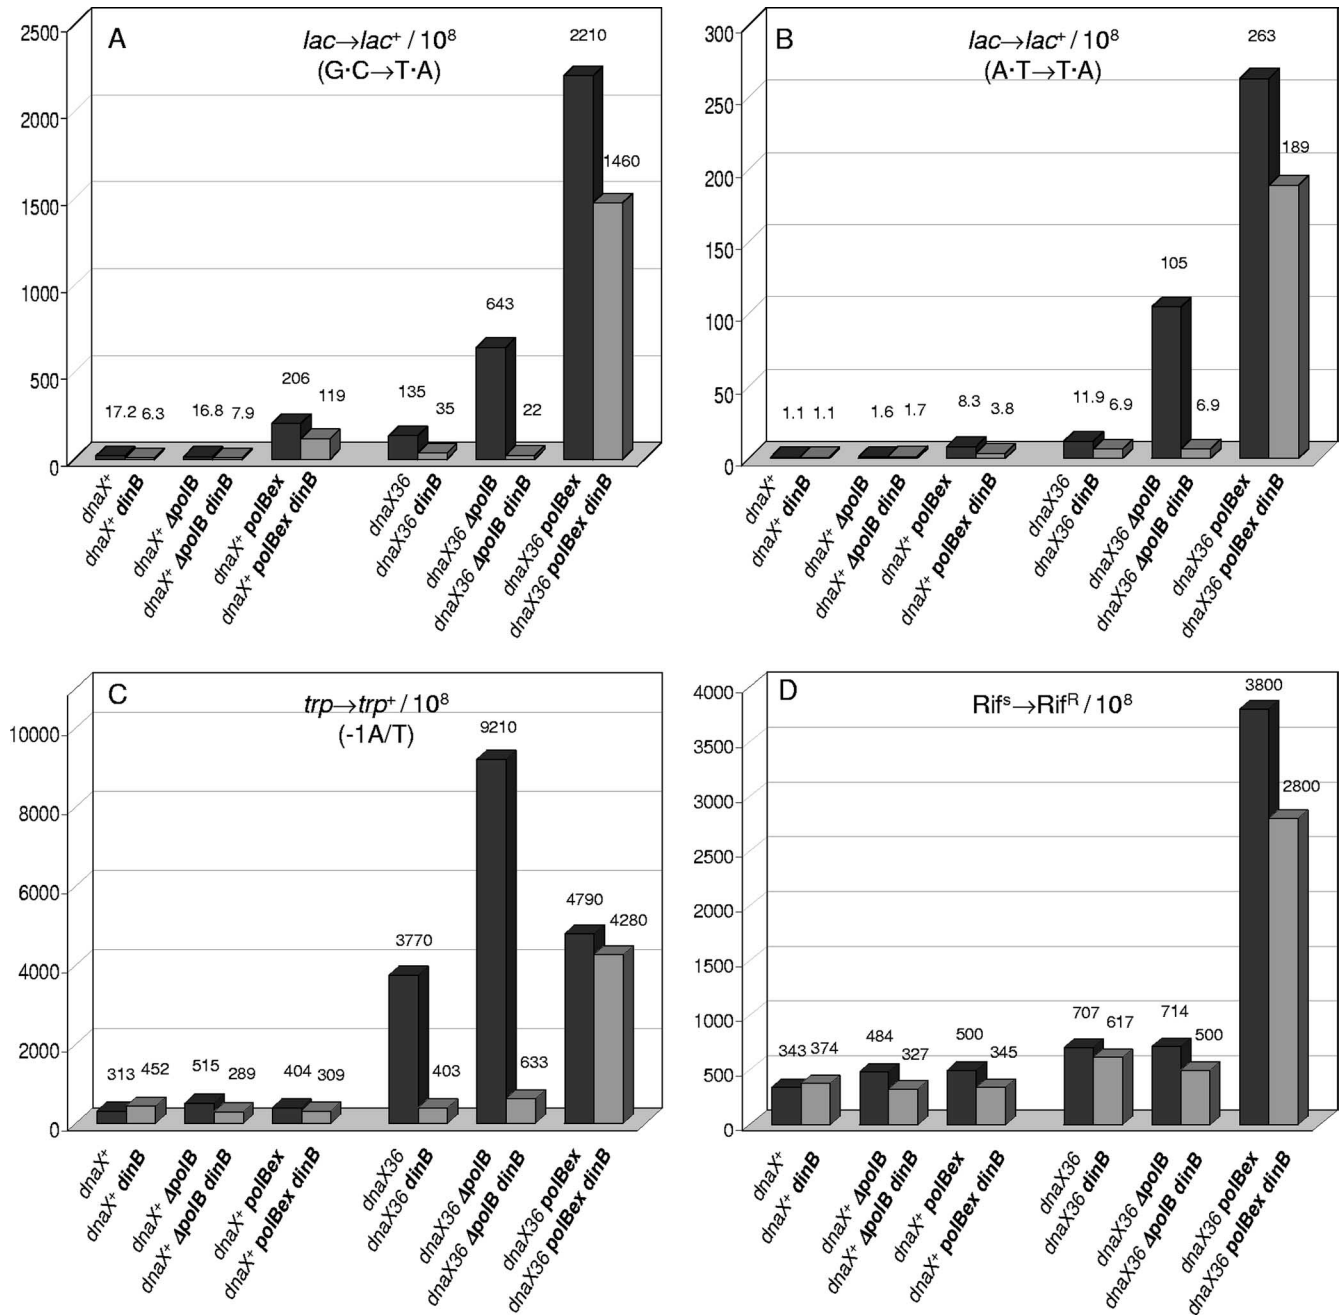 A
lac→lac⁺ / 10⁸
(G·C→T·A)
2500
2000
1500
1000
500
0
17.2
6.3
16.8
7.9
206
119
135
35
643
22
2210
1460
dnaX⁺
dnaX⁺ dinB
dnaX⁺ ΔpolB
dnaX⁺ ΔpolB dinB
dnaX⁺ polBex
dnaX⁺ polBex dinB
dnaX36
dnaX36 dinB
dnaX36 ΔpolB
dnaX36 ΔpolB dinB
dnaX36 polBex
dnaX36 polBex dinB
B
lac→lac⁺ / 10⁸
(A·T→T·A)
300
250
200
150
100
50
0
1.1
1.1
1.6
1.7
8.3
3.8
11.9
6.9
105
6.9
263
189
dnaX⁺
dnaX⁺ dinB
dnaX⁺ ΔpolB
dnaX⁺ ΔpolB dinB
dnaX⁺ polBex
dnaX⁺ polBex dinB
dnaX36
dnaX36 dinB
dnaX36 ΔpolB
dnaX36 ΔpolB dinB
dnaX36 polBex
dnaX36 polBex dinB
C
trp→trp⁺ / 10⁸
(-1A/T)
10000
8000
6000
4000
2000
0
313
452
515
289
404
309
3770
403
9210
633
4790
4280
dnaX⁺
dnaX⁺ dinB
dnaX⁺ ΔpolB
dnaX⁺ ΔpolB dinB
dnaX⁺ polBex
dnaX⁺ polBex dinB
dnaX36
dnaX36 dinB
dnaX36 ΔpolB
dnaX36 ΔpolB dinB
dnaX36 polBex
dnaX36 polBex dinB
D
Rifˢ→Rifᴿ / 10⁸
4000
3500
3000
2500
2000
1500
1000
500
0
343
374
484
327
500
345
707
617
714
500
3800
2800
dnaX⁺
dnaX⁺ dinB
dnaX⁺ ΔpolB
dnaX⁺ ΔpolB dinB
dnaX⁺ polBex
dnaX⁺ polBex dinB
dnaX36
dnaX36 dinB
dnaX36 ΔpolB
dnaX36 ΔpolB dinB
dnaX36 polBex
dnaX36 polBex dinB